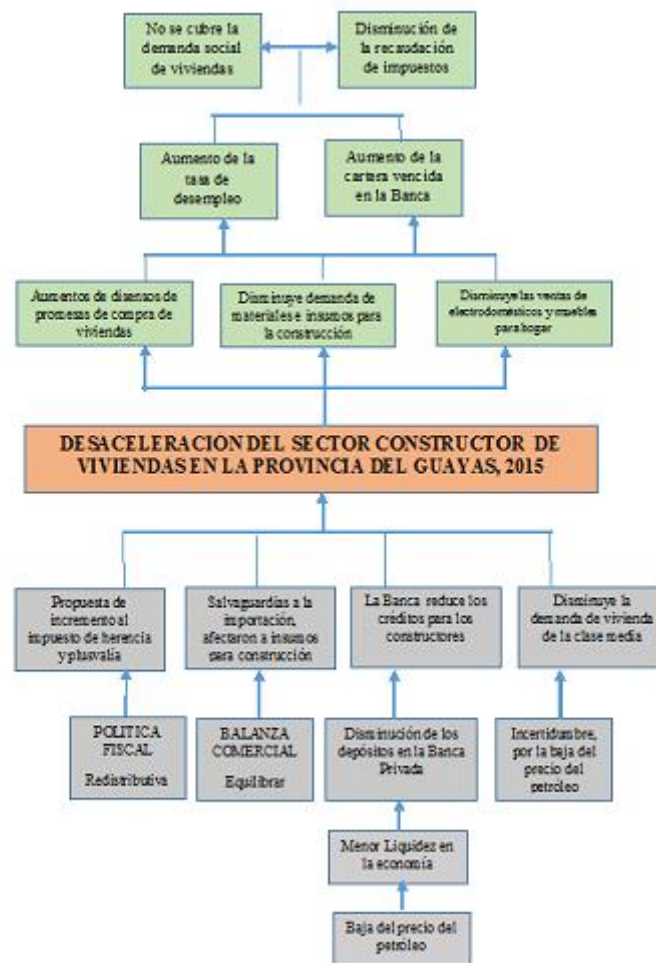 No se cubre la
demanda social
de viviendas
Disminución de
la recaudación
de impuestos
Aumento de la
tasa de
desempleo
Aumento de la
cartera vencida
en la Banca
Aumentos de disensos de
promesas de compra de
viviendas
Disminuye demanda de
materiales e insumos para
la construcción
Disminuye las ventas de
electrodomésticos y muebles
para hogar
DESACELERACIÓN DEL SECTOR CONSTRUCTOR DE
VIVIENDAS EN LA PROVINCIA DEL GUAYAS, 2015
Propuesta de
incremento al
impuesto de herencia
y plusvalía
Salvaguardías a la
importación,
afectaron a insumos
para construcción
La Banca reduce los
créditos para los
constructores
Disminuye la
demanda de vivienda
de la clase media
POLITICA
FISCAL
Redistributiva
BALANZA
COMERCIAL
Equilibrar
Disminución de los
depósitos en la Banca
Privada
Incertidumbre,
por la baja del
precio del
petróleo
Menor Liquidez en
la economía
Baja del precio del
petróleo